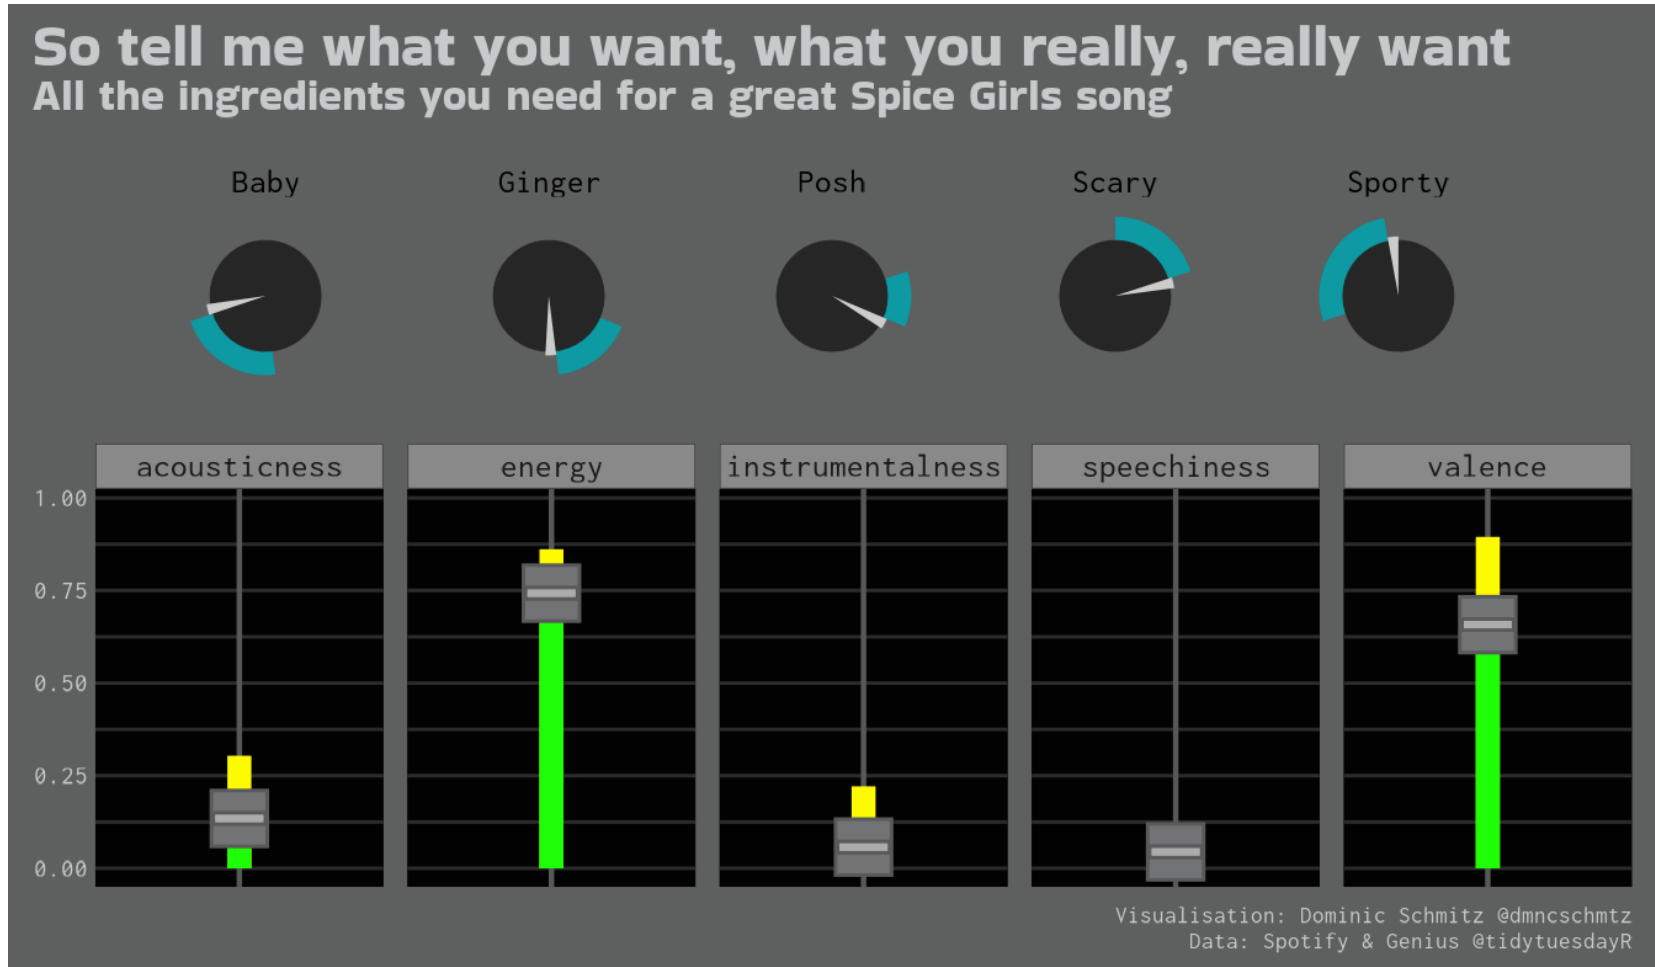 So tell me what you want, what you really, really want
All the ingredients you need for a great Spice Girls song
Baby Ginger Posh Scary Sporty
acousticness energy instrumentalness speechiness valence
1.00
0.75
0.50
0.25
0.00
Visualisation: Dominic Schmitz @dmncschmtz
Data: Spotify & Genius @tidytuesdayR